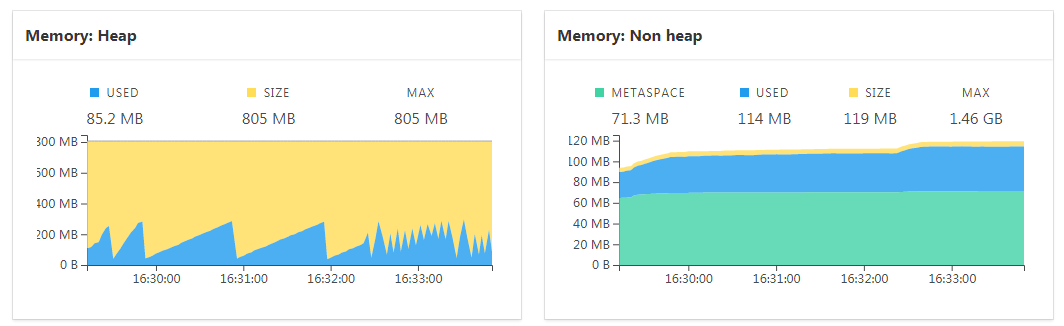 Memory: Heap
USED SIZE MAX
85.2 MB 805 MB 805 MB
800 MB
600 MB
400 MB
200 MB
0 B
16:30:00 16:31:00 16:32:00 16:33:00
Memory: Non heap
METASPACE USED SIZE MAX
71.3 MB 114 MB 119 MB 1.46 GB
120 MB
100 MB
80 MB
60 MB
40 MB
20 MB
0 B
16:30:00 16:31:00 16:32:00 16:33:00